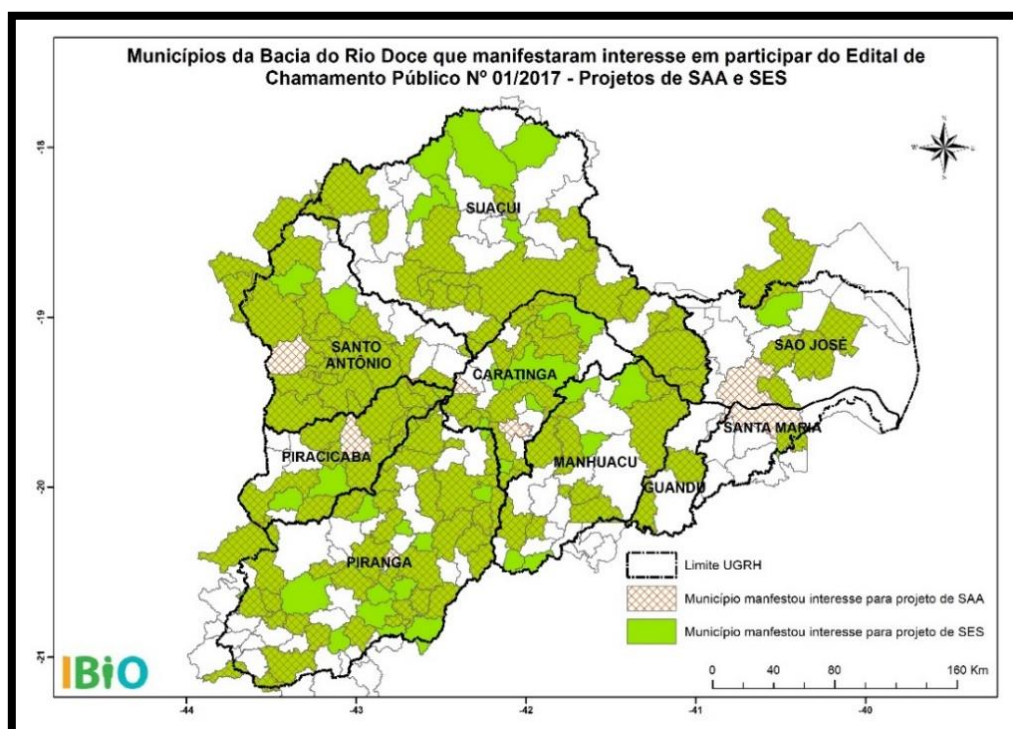 Municípios da Bacia do Rio Doce que manifestaram interesse em participar do Edital de
Chamamento Público Nº 01/2017 - Projetos de SAA e SES
-18
-19
-20
-21
SUACUI
SANTO
ANTÔNIO
CARATINGA
SAO JOSÉ
SANTA MARIA
PIRACICABA
MANHUACU
GUANDU
PIRANGA
Limite UGRH
Município manfestou interesse para projeto de SAA
Município manfestou interesse para projeto de SES
0 40 80 160 Km
IBiO
-44 -43 -42 -41 -40